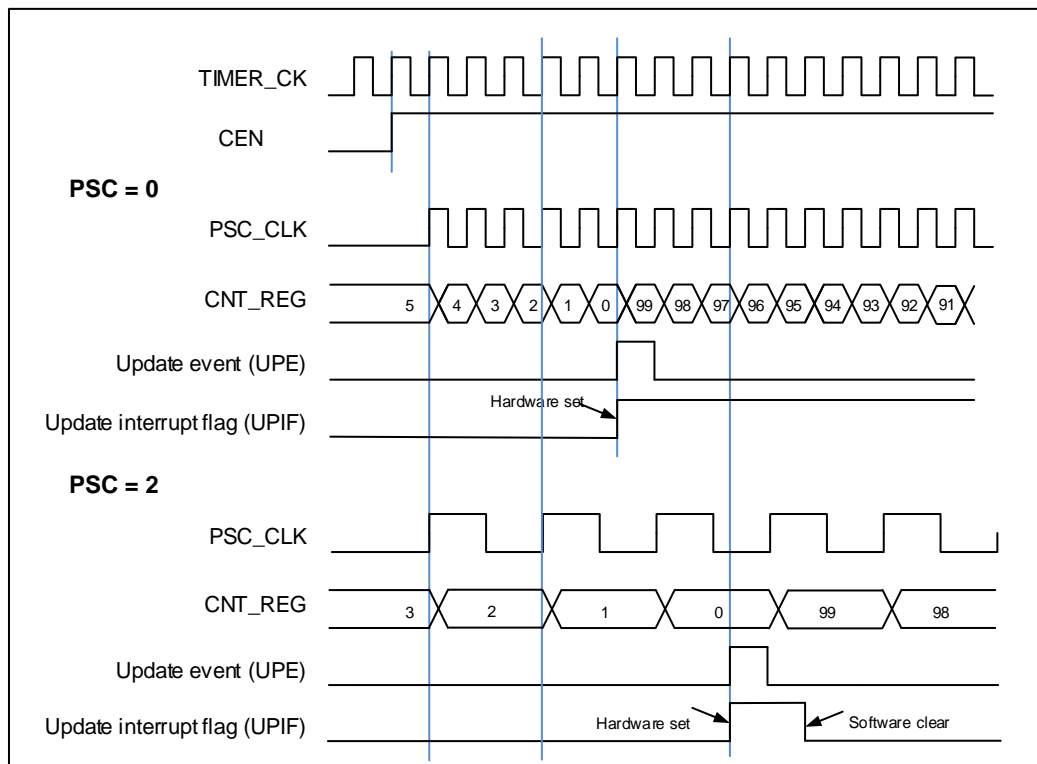 TIMER_CK
CEN
PSC = 0
PSC_CLK
CNT_REG 5 4 3 2 1 0 99 98 97 96 95 94 93 92 91
Update event (UPE)
Hardware set
Update interrupt flag (UPIF)
PSC = 2
PSC_CLK
CNT_REG 3 2 1 0 99 98
Update event (UPE)
Update interrupt flag (UPIF) Hardware set Software clear